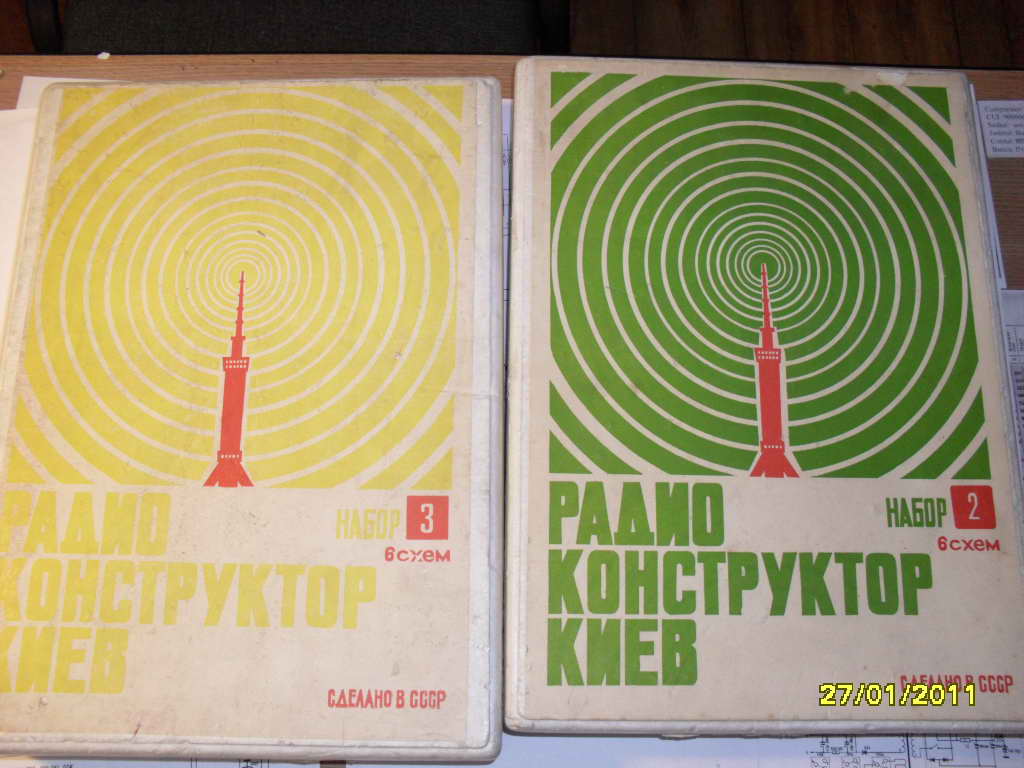 РАДИО
НАБОР 3
6 схем
КОНСТРУКТОР
КИЕВ
СДЕЛАНО В СССР
РАДИО
НАБОР 2
6 схем
КОНСТРУКТОР
КИЕВ
СДЕЛАНО В СССР
27/01/2011